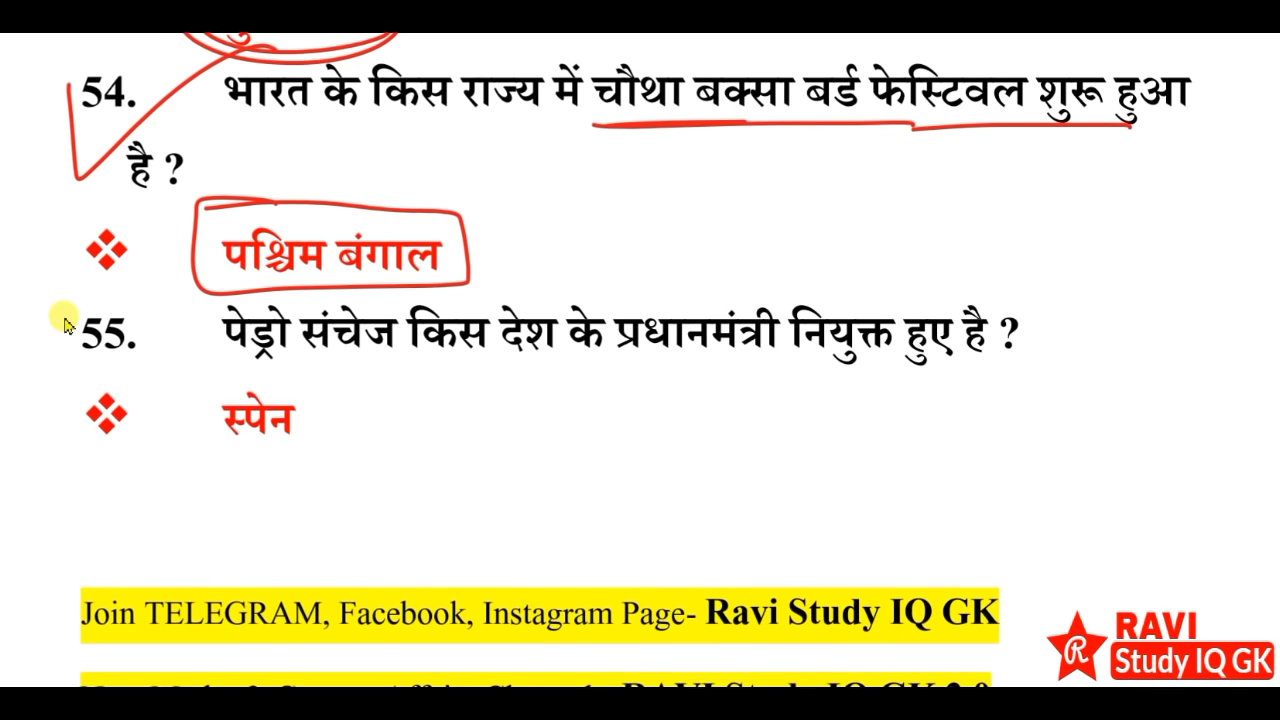 54. भारत के किस राज्य में चौथा बक्सा बर्ड फेस्टिवल शुरू हुआ
है ?
❖ पश्चिम बंगाल
55. पेड्रो संचेज किस देश के प्रधानमंत्री नियुक्त हुए है ?
❖ स्पेन
Join TELEGRAM, Facebook, Instagram Page- Ravi Study IQ GK
RAVI
Study IQ GK